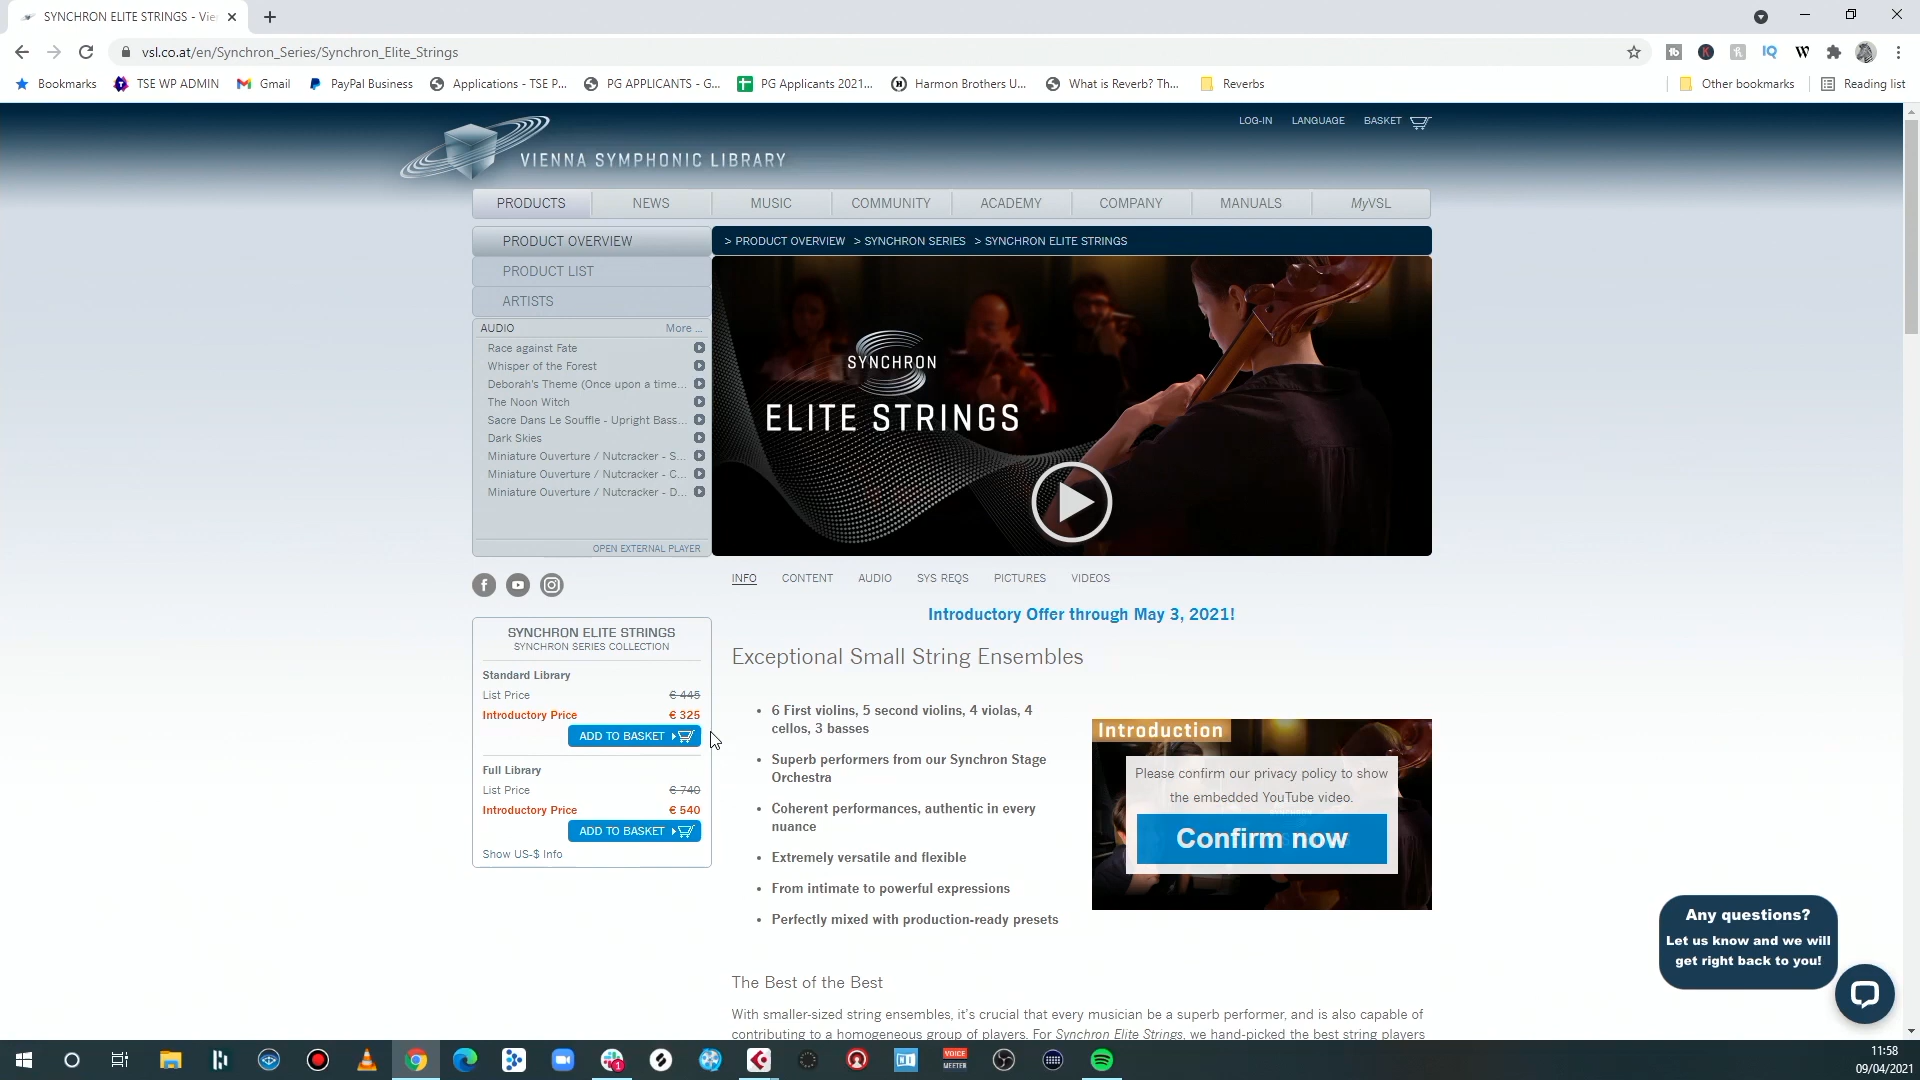 SYNCHRON ELITE STRINGS - Vie
vsl.co.at/en/Synchron_Series/Synchron_Elite_Strings
Bookmarks
TSE WP ADMIN
Gmail
PayPal Business
Applications - TSE P...
PG APPLICANTS - G...
PG Applicants 2021...
Harmon Brothers U...
What is Reverb? Th...
Reverbs
Other bookmarks
Reading list
LOG-IN
LANGUAGE
BASKET
VIENNA SYMPHONIC LIBRARY
PRODUCTS
NEWS
MUSIC
COMMUNITY
ACADEMY
COMPANY
MANUALS
MyVSL
PRODUCT OVERVIEW
PRODUCT LIST
ARTISTS
> PRODUCT OVERVIEW > SYNCHRON SERIES > SYNCHRON ELITE STRINGS
AUDIO
More ...
Race against Fate
Whisper of the Forest
Deborah's Theme (Once upon a time...
The Noon Witch
Sacre Dans Le Souffle - Upright Bass...
Dark Skies
Miniature Ouverture / Nutcracker - S...
Miniature Ouverture / Nutcracker - C...
Miniature Ouverture / Nutcracker - D...
OPEN EXTERNAL PLAYER
SYNCHRON
ELITE STRINGS
INFO
CONTENT
AUDIO
SYS REQS
PICTURES
VIDEOS
Introductory Offer through May 3, 2021!
SYNCHRON ELITE STRINGS
SYNCHRON SERIES COLLECTION
Standard Library
List Price € 445
Introductory Price € 325
ADD TO BASKET
Full Library
List Price € 740
Introductory Price € 540
ADD TO BASKET
Show US-$ Info
Exceptional Small String Ensembles
• 6 First violins, 5 second violins, 4 violas, 4
cellos, 3 basses
• Superb performers from our Synchron Stage
Orchestra
• Coherent performances, authentic in every
nuance
• Extremely versatile and flexible
• From intimate to powerful expressions
• Perfectly mixed with production-ready presets
Introduction
Please confirm our privacy policy to show
the embedded YouTube video.
Confirm now
The Best of the Best
With smaller-sized string ensembles, it's crucial that every musician be a superb performer, and is also capable of
contributing to a homogeneous group of players. For Synchron Elite Strings, we hand-picked the best string players
Any questions?
Let us know and we will
get right back to you!
VOICE
MEETER
11:58
09/04/2021